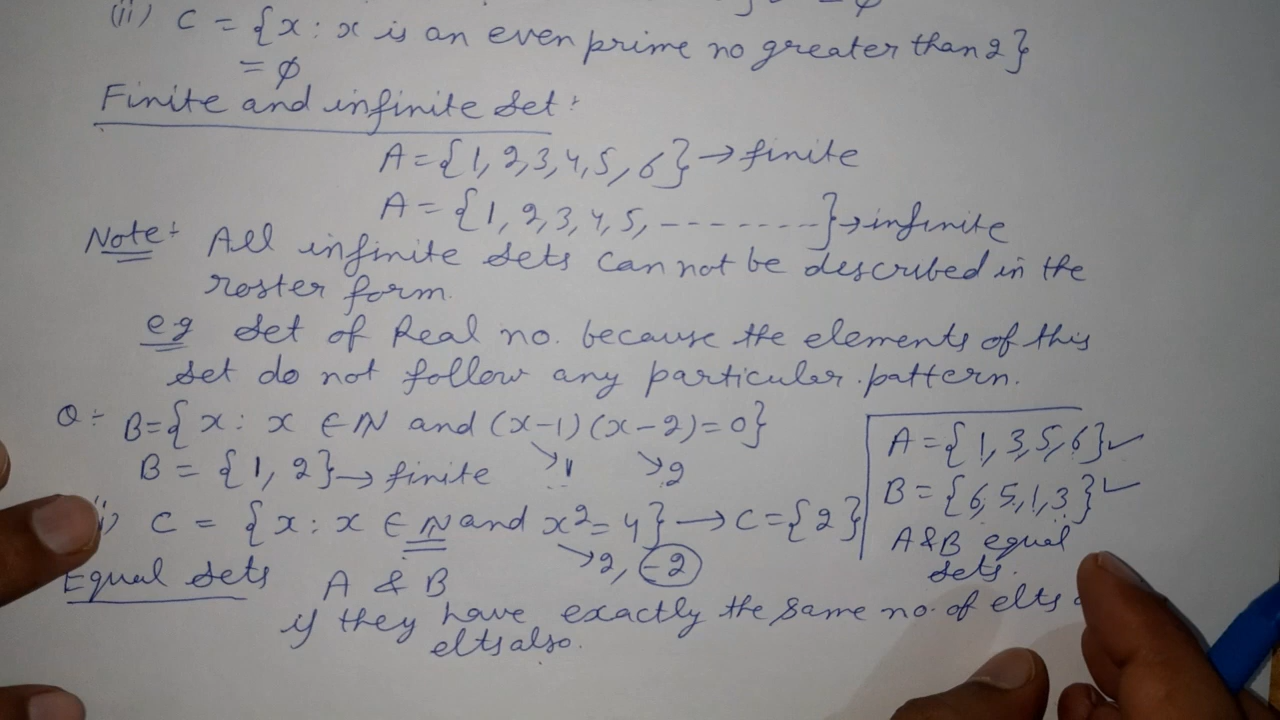 (ii) C = {x : x is an even prime no greater than 2}
= φ
Finite and infinite Set :
A = {1, 2, 3, 4, 5, 6} → finite
A = {1, 2, 3, 4, 5, --------} → infinite
Note :- All infinite sets can not be described in the
roster form.
eg Set of Real no. because the elements of this
set do not follow any particular pattern.
Q :- B = {x : x ∈ N and (x-1)(x-2) = 0}
↘1 ↘2
B = {1, 2} → finite
i) C = {x : x ∈ N and x² = 4} → C = {2}
↘2, -2
A = {1, 3, 5, 6} ✓
B = {6, 5, 1, 3} ✓
A & B equal
sets.
Equal Sets A & B
if they have exactly the same no. of elts
elts also.